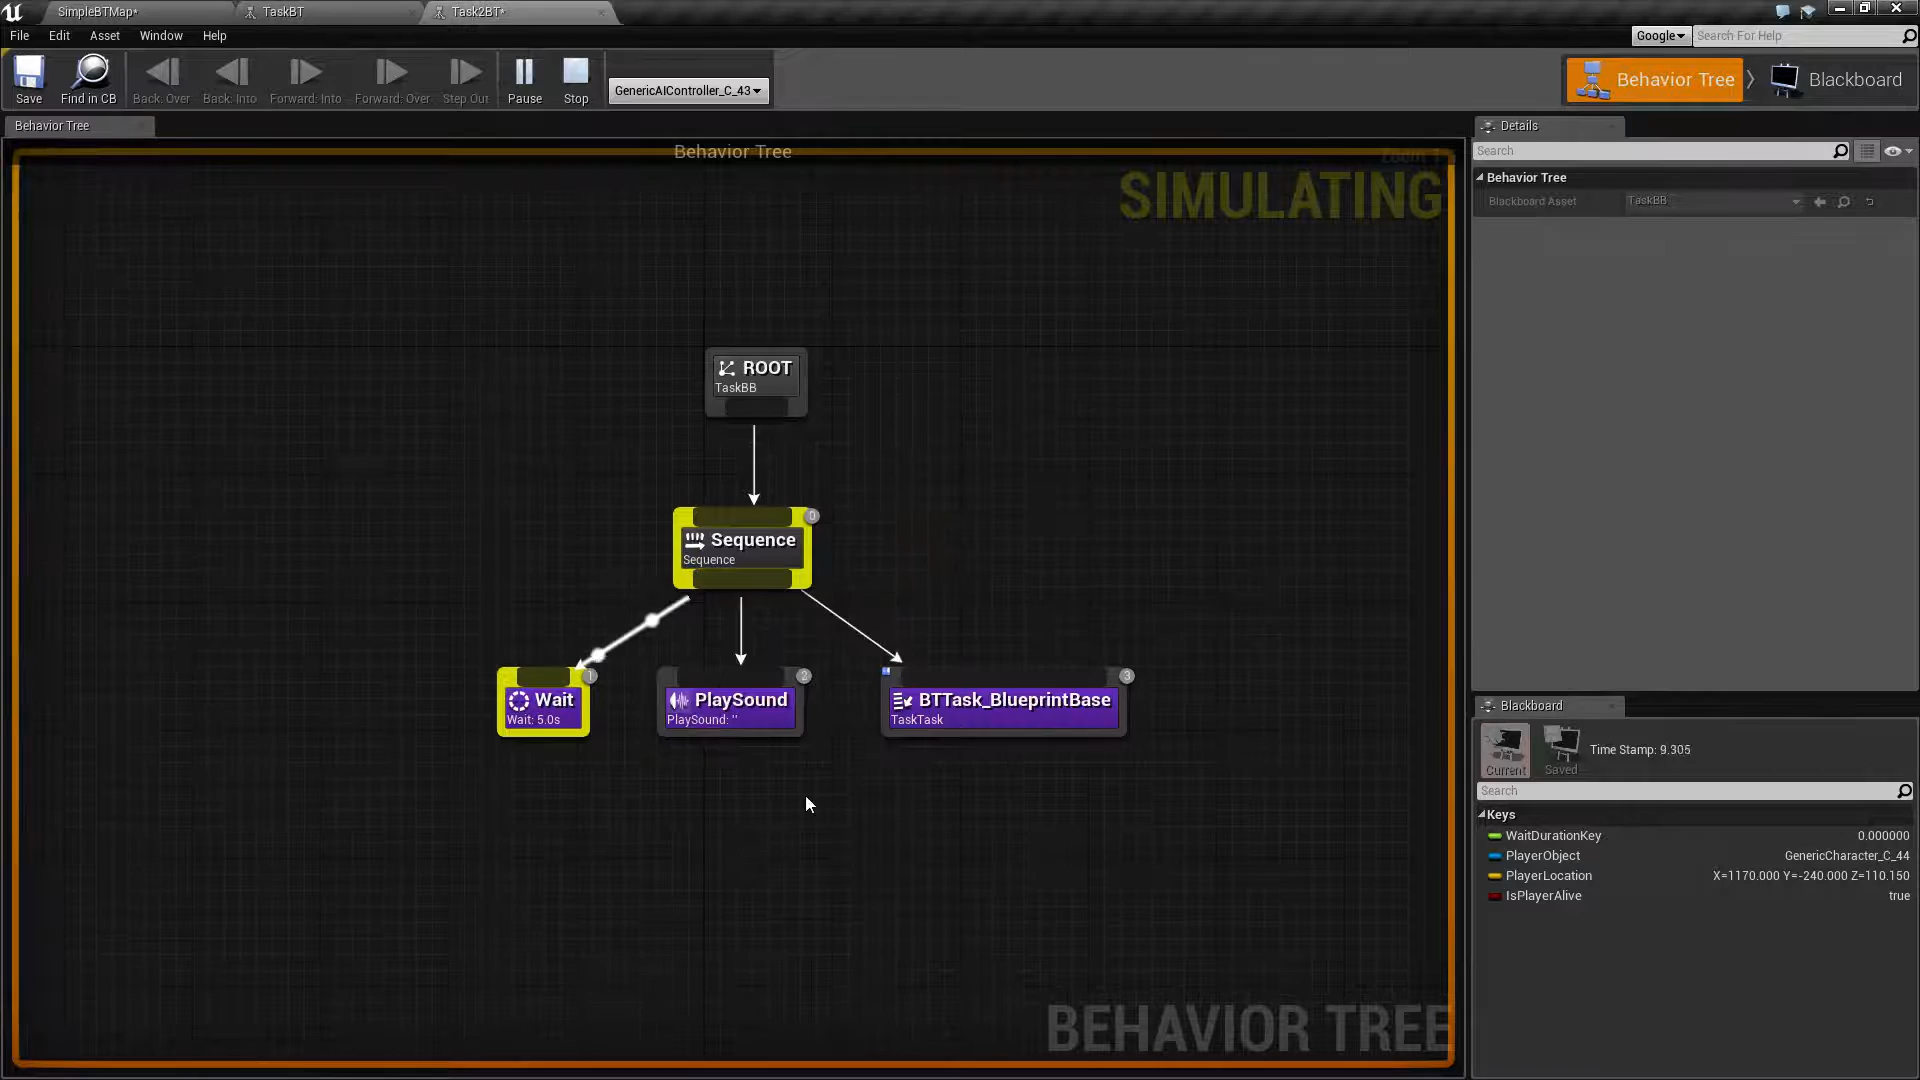 SimpleBTMap*
TaskBT
Task2BT*
File
Edit
Asset
Window
Help
Google
Search For Help
Save
Find in CB
Back: Over
Back: Into
Forward: Into
Forward: Over
Step Out
Pause
Stop
GenericAIController_C_43
Behavior Tree
Blackboard
Behavior Tree
Behavior Tree
Zoom 1
SIMULATING
ROOT
TaskBB
0
Sequence
Sequence
1
Wait
Wait: 5.0s
2
PlaySound
PlaySound: ''
3
BTTask_BlueprintBase
TaskTask
BEHAVIOR TREE
Details
Search
Behavior Tree
Blackboard Asset
TaskBB
Blackboard
Current
Saved
Time Stamp: 9.305
Search
Keys
WaitDurationKey 0.000000
PlayerObject GenericCharacter_C_44
PlayerLocation X=1170.000 Y=-240.000 Z=110.150
IsPlayerAlive true